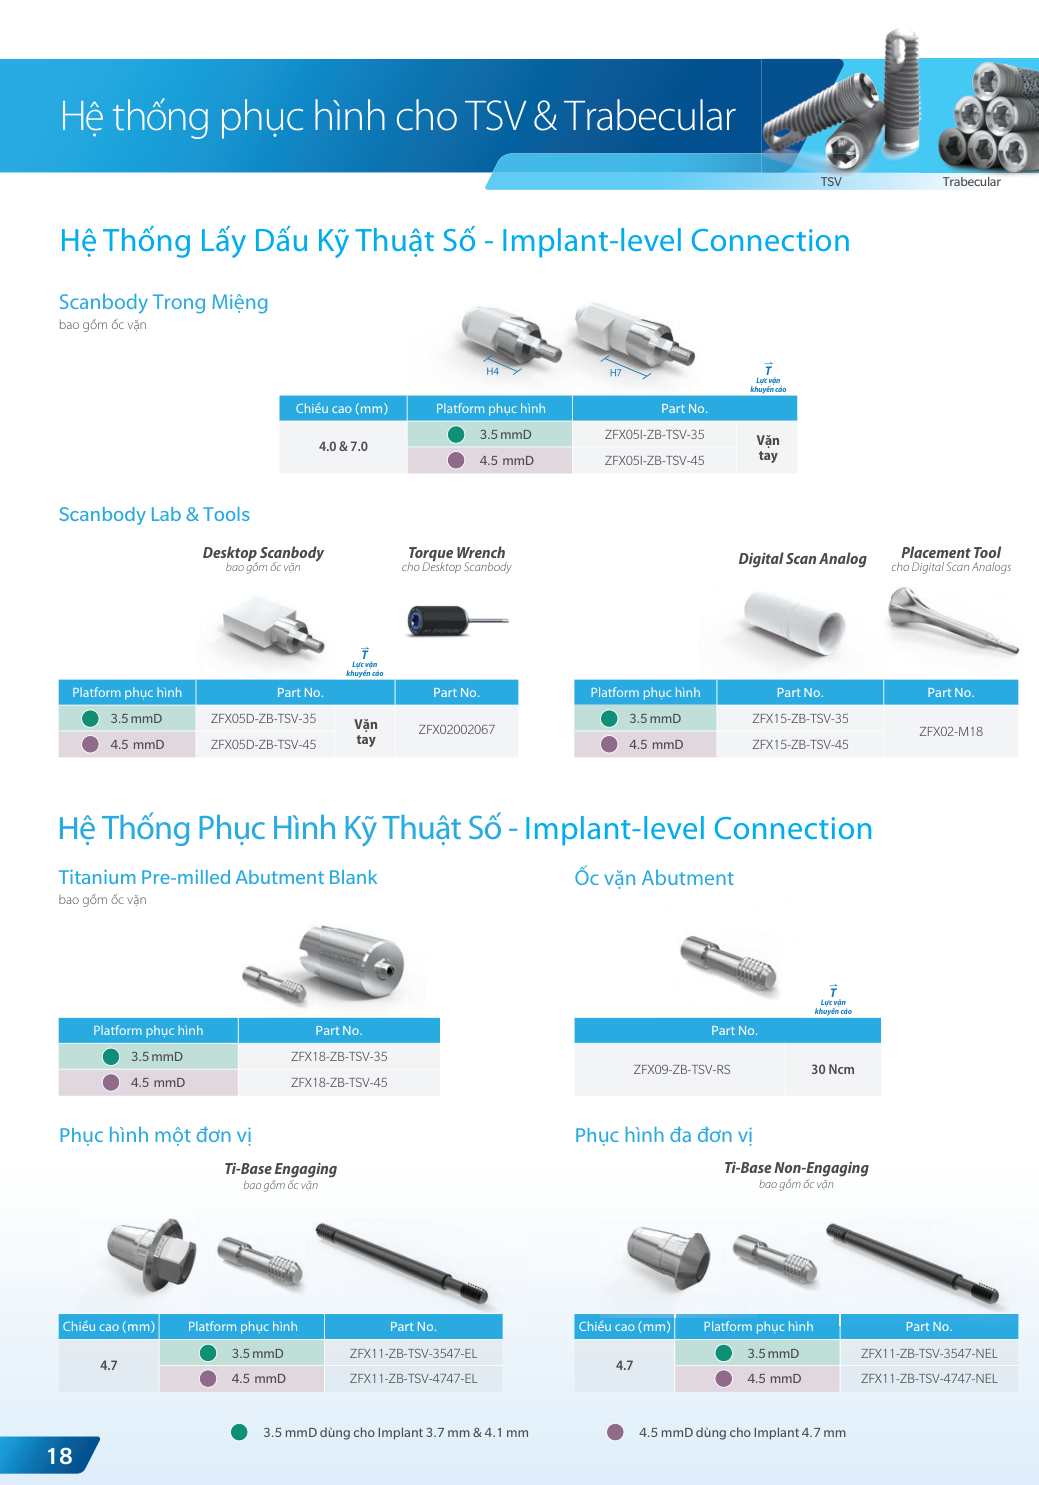 Hệ thống phục hình cho TSV & Trabecular
TSV
Trabecular
Hệ Thống Lấy Dấu Kỹ Thuật Số - Implant-level Connection
Scanbody Trong Miệng
bao gồm ốc vặn
H4
H7
T
Lực vặn
khuyến cáo
Chiều cao (mm)
Platform phục hình
Part No.
4.0 & 7.0
3.5 mmD
ZFX05I-ZB-TSV-35
4.5 mmD
ZFX05I-ZB-TSV-45
Vặn
tay
Scanbody Lab & Tools
Desktop Scanbody
bao gồm ốc vặn
Torque Wrench
cho Desktop Scanbody
T
Lực vặn
khuyến cáo
Platform phục hình
Part No.
Part No.
3.5 mmD
ZFX05D-ZB-TSV-35
4.5 mmD
ZFX05D-ZB-TSV-45
Vặn
tay
ZFX02002067
Digital Scan Analog
Placement Tool
cho Digital Scan Analogs
Platform phục hình
Part No.
Part No.
3.5 mmD
ZFX15-ZB-TSV-35
4.5 mmD
ZFX15-ZB-TSV-45
ZFX02-M18
Hệ Thống Phục Hình Kỹ Thuật Số - Implant-level Connection
Titanium Pre-milled Abutment Blank
bao gồm ốc vặn
Platform phục hình
Part No.
3.5 mmD
ZFX18-ZB-TSV-35
4.5 mmD
ZFX18-ZB-TSV-45
Ốc vặn Abutment
T
Lực vặn
khuyến cáo
Part No.
ZFX09-ZB-TSV-RS
30 Ncm
Phục hình một đơn vị
Ti-Base Engaging
bao gồm ốc vặn
Chiều cao (mm)
Platform phục hình
Part No.
4.7
3.5 mmD
ZFX11-ZB-TSV-3547-EL
4.5 mmD
ZFX11-ZB-TSV-4747-EL
Phục hình đa đơn vị
Ti-Base Non-Engaging
bao gồm ốc vặn
Chiều cao (mm)
Platform phục hình
Part No.
4.7
3.5 mmD
ZFX11-ZB-TSV-3547-NEL
4.5 mmD
ZFX11-ZB-TSV-4747-NEL
3.5 mmD dùng cho Implant 3.7 mm & 4.1 mm
4.5 mmD dùng cho Implant 4.7 mm
18